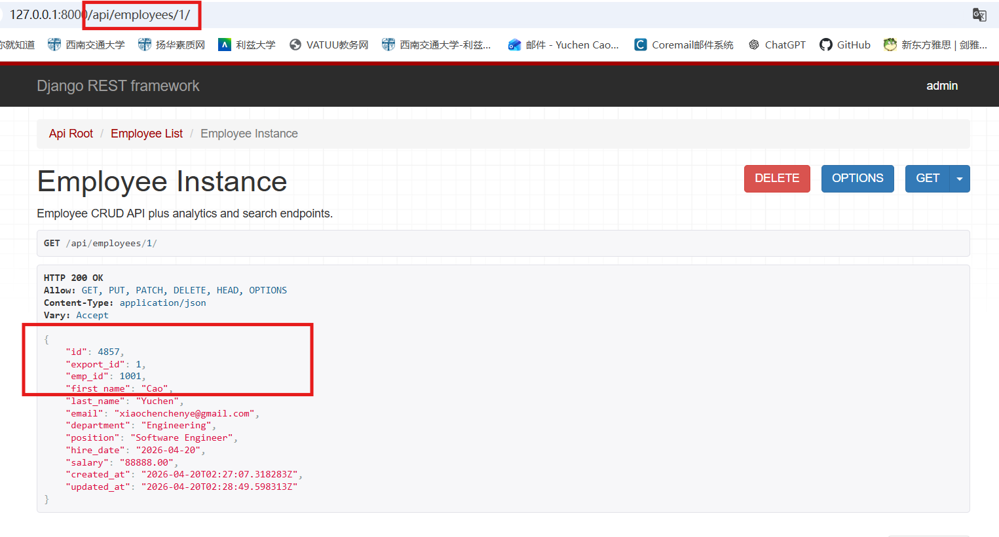 127.0.0.1:8000/api/employees/1/
你就知道 西南交通大学 扬华素质网 利兹大学 VATUU教务网 西南交通大学-利兹... 邮件 - Yuchen Cao... Coremail邮件系统 ChatGPT GitHub 新东方雅思 | 剑雅...
Django REST framework admin
Api Root / Employee List / Employee Instance
Employee Instance DELETE OPTIONS GET
Employee CRUD API plus analytics and search endpoints.
GET /api/employees/1/
HTTP 200 OK
Allow: GET, PUT, PATCH, DELETE, HEAD, OPTIONS
Content-Type: application/json
Vary: Accept
{
"id": 4857,
"export_id": 1,
"emp_id": 1001,
"first_name": "Cao",
"last_name": "Yuchen",
"email": "xiaochenchenye@gmail.com",
"department": "Engineering",
"position": "Software Engineer",
"hire_date": "2026-04-20",
"salary": "88888.00",
"created_at": "2026-04-20T02:27:07.318283Z",
"updated_at": "2026-04-20T02:28:49.598313Z"
}